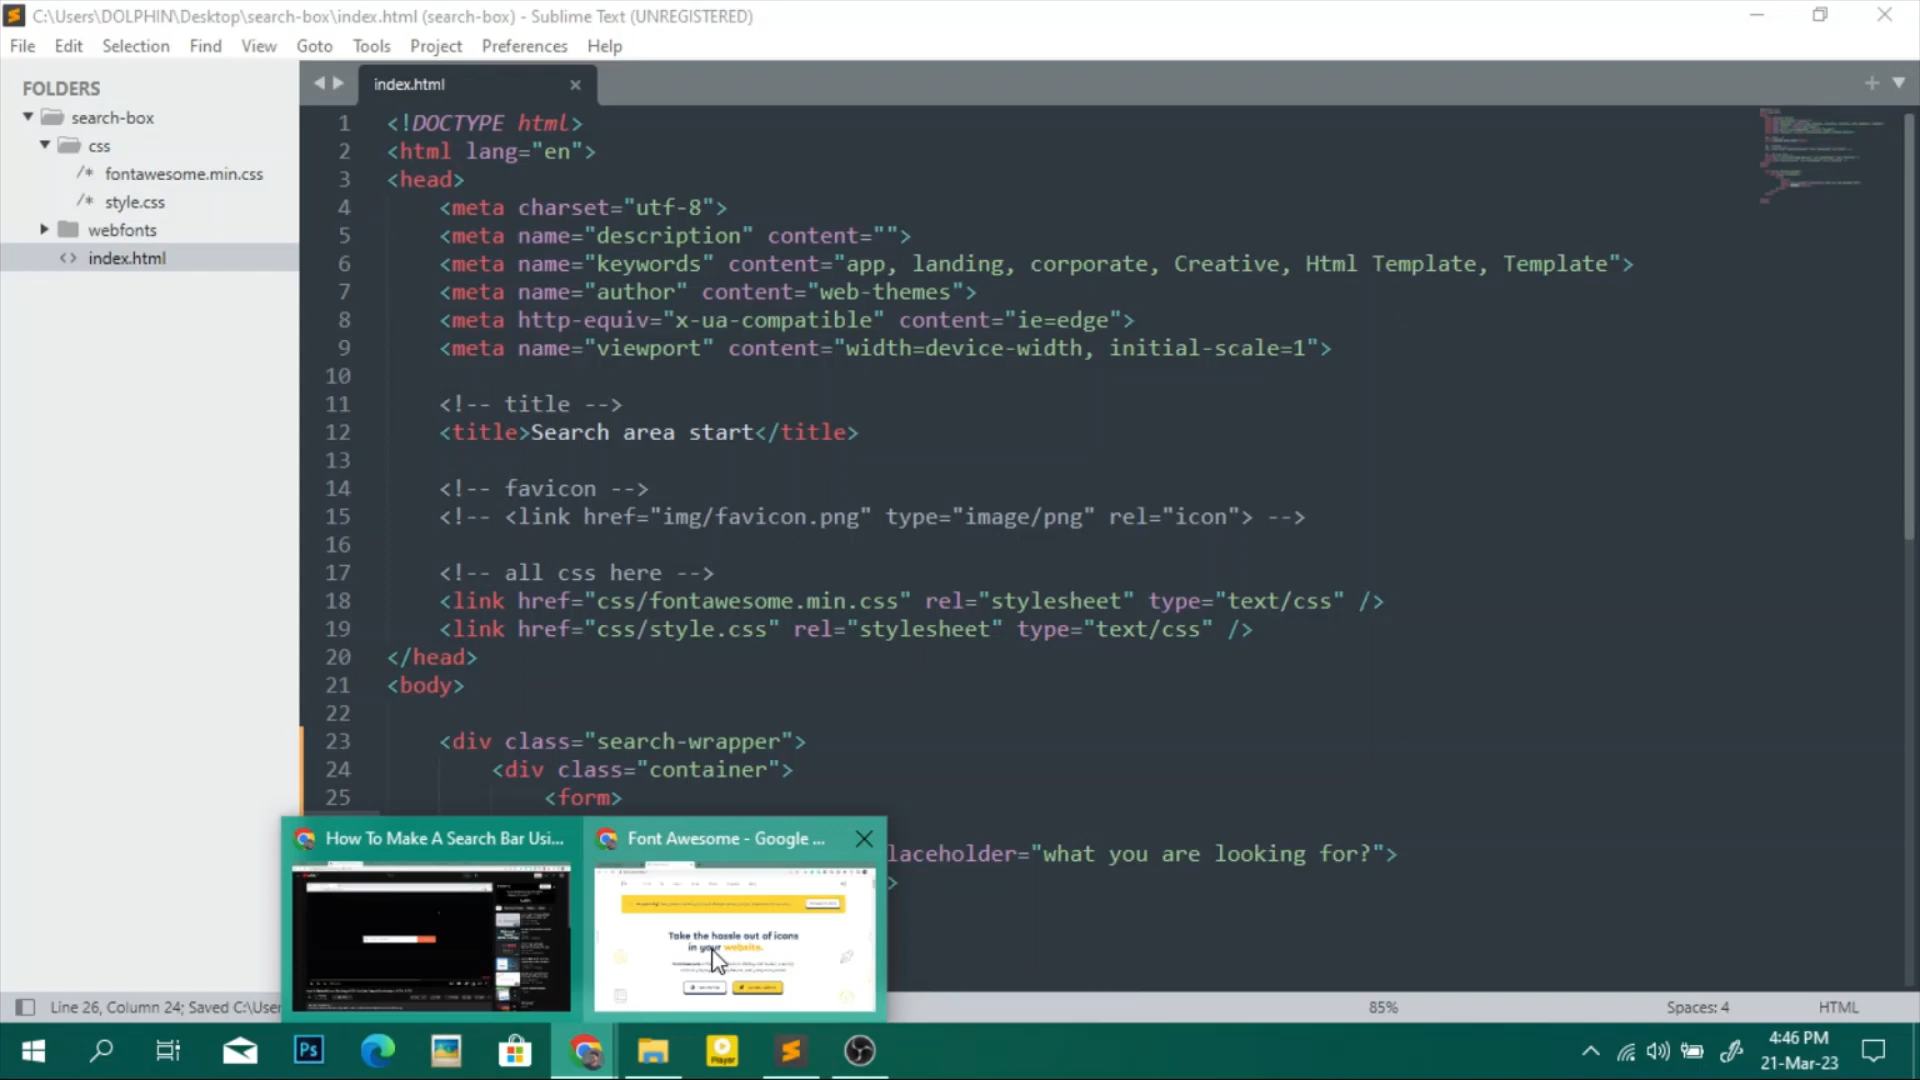 C:\Users\DOLPHIN\Desktop\search-box\index.html (search-box) - Sublime Text (UNREGISTERED)
File Edit Selection Find View Goto Tools Project Preferences Help
FOLDERS
search-box
css
/* fontawesome.min.css
/* style.css
webfonts
<> index.html
index.html
1 <!DOCTYPE html>
2 <html lang="en">
3 <head>
4 <meta charset="utf-8">
5 <meta name="description" content="">
6 <meta name="keywords" content="app, landing, corporate, Creative, Html Template, Template">
7 <meta name="author" content="web-themes">
8 <meta http-equiv="x-ua-compatible" content="ie=edge">
9 <meta name="viewport" content="width=device-width, initial-scale=1">
10
11 <!-- title -->
12 <title>Search area start</title>
13
14 <!-- favicon -->
15 <!-- <link href="img/favicon.png" type="image/png" rel="icon"> -->
16
17 <!-- all css here -->
18 <link href="css/fontawesome.min.css" rel="stylesheet" type="text/css" />
19 <link href="css/style.css" rel="stylesheet" type="text/css" />
20 </head>
21 <body>
22
23 <div class="search-wrapper">
24 <div class="container">
25 <form>
laceholder="what you are looking for?">
>
How To Make A Search Bar Usi...
Font Awesome - Google ...
Take the hassle out of icons
in your website.
Line 26, Column 24; Saved C:\User
85%
Spaces: 4
HTML
Ps
Player
4:46 PM
21-Mar-23